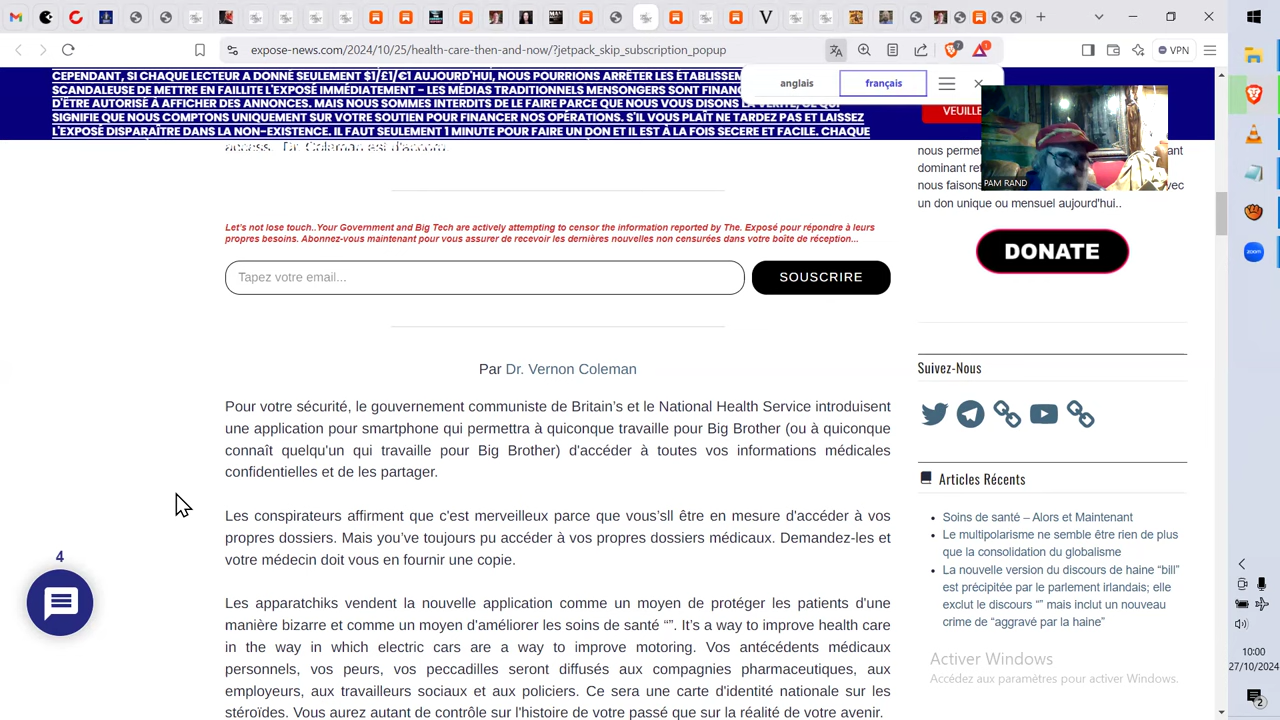 expose-news.com/2024/10/25/health-care-then-and-now/?jetpack_skip_subscription_popup
7
1
VPN
anglais
français
CEPENDANT, SI CHAQUE LECTEUR A DONNÉ SEULEMENT $1/£1/€1 AUJOURD'HUI, NOUS POURRIONS ARRÊTER LES
SCANDALEUSE DE METTRE EN FAILLITE L'EXPOSÉ IMMÉDIATEMENT – LES MÉDIAS TRADITIONNELS MENSONGERS SONT
D'ÊTRE AUTORISÉ À AFFICHER DES ANNONCES. MAIS NOUS SOMMES INTERDITS DE LE FAIRE PARCE QUE NOUS VOUS DISONS LA VÉRITÉ, CE QUI
SIGNIFIE QUE NOUS COMPTONS UNIQUEMENT SUR VOTRE SOUTIEN POUR FINANCER NOS OPÉRATIONS. S'IL VOUS PLAÎT NE TARDEZ PAS ET LAISSEZ
L'EXPOSÉ DISPARAÎTRE DANS LA NON-EXISTENCE. IL FAUT SEULEMENT 1 MINUTE POUR FAIRE UN DON ET IL EST À LA FOIS SECERE ET FACILE. CHAQUE
Let's not lose touch..Your Government and Big Tech are actively attempting to censor the information reported by The. Exposé pour répondre à leurs
propres besoins. Abonnez-vous maintenant pour vous assurer de recevoir les dernières nouvelles non censurées dans votre boîte de réception...
Tapez votre email...
SOUSCRIRE
Par Dr. Vernon Coleman
Pour votre sécurité, le gouvernement communiste de Britain's et le National Health Service introduisent
une application pour smartphone qui permettra à quiconque travaille pour Big Brother (ou à quiconque
connaît quelqu'un qui travaille pour Big Brother) d'accéder à toutes vos informations médicales
confidentielles et de les partager.
Les conspirateurs affirment que c'est merveilleux parce que vous'sll être en mesure d'accéder à vos
propres dossiers. Mais you've toujours pu accéder à vos propres dossiers médicaux. Demandez-les et
votre médecin doit vous en fournir une copie.
Les apparatchiks vendent la nouvelle application comme un moyen de protéger les patients d'une
manière bizarre et comme un moyen d'améliorer les soins de santé “”. It's a way to improve health care
in the way in which electric cars are a way to improve motoring. Vos antécédents médicaux
personnels, vos peurs, vos peccadilles seront diffusés aux compagnies pharmaceutiques, aux
employeurs, aux travailleurs sociaux et aux policiers. Ce sera une carte d'identité nationale sur les
stéroïdes. Vous aurez autant de contrôle sur l'histoire de votre passé que sur la réalité de votre avenir.
4
PAM RAND
nous faisons
un don unique ou mensuel aujourd'hui..
DONATE
Suivez-Nous
Articles Récents
Soins de santé – Alors et Maintenant
Le multipolarisme ne semble être rien de plus
que la consolidation du globalisme
La nouvelle version du discours de haine “bill”
est précipitée par le parlement irlandais; elle
exclut le discours “” mais inclut un nouveau
crime de “aggravé par la haine”
Activer Windows
Accédez aux paramètres pour activer Windows.
zoom
10:00
27/10/2024
2